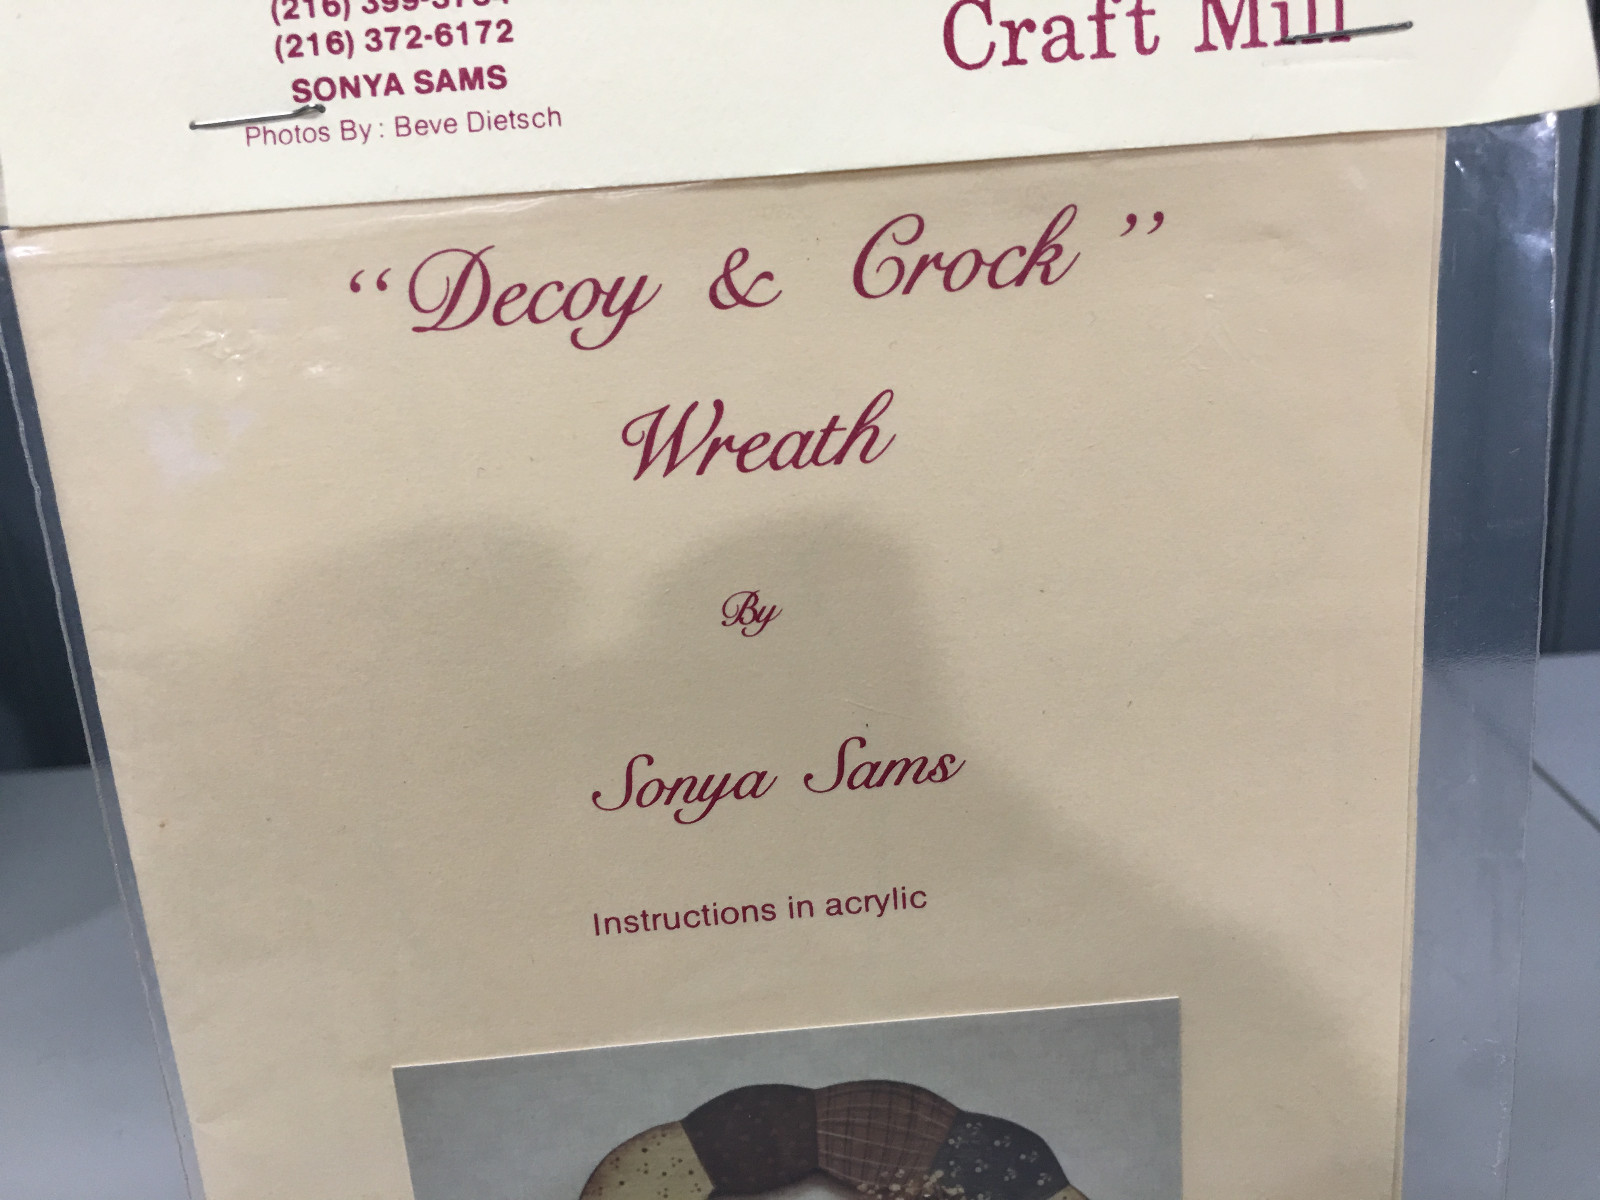 (216)
(216) 372-6172
SONYA SAMS
Photos By: Beve Dietsch
Craft Mill
“Decoy & Crock”
Wreath
By
Sonya Sams
Instructions in acrylic